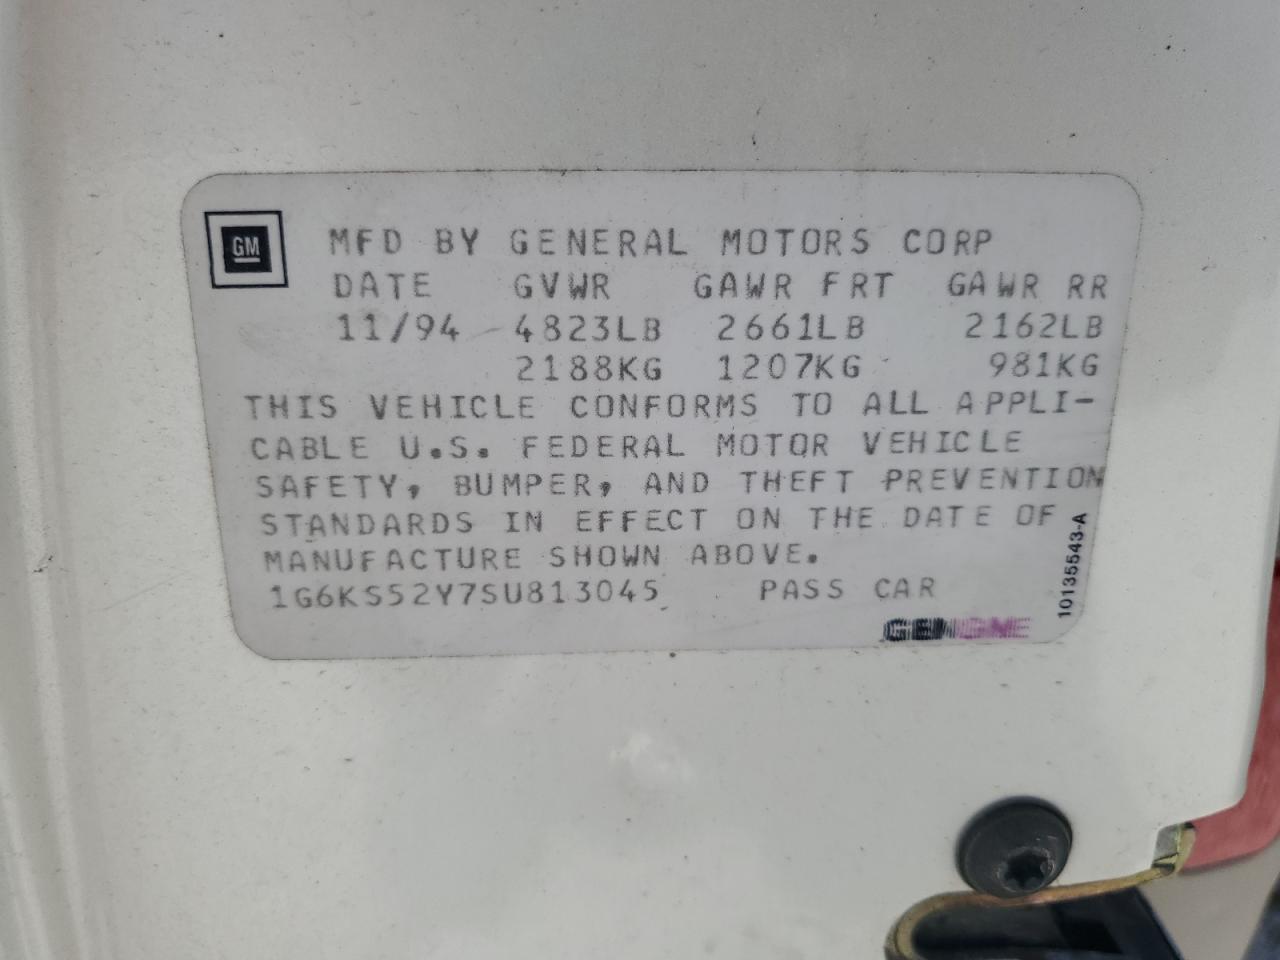 GM
MFD BY GENERAL MOTORS CORP
DATE GVWR GAWR FRT GAWR RR
11/94 4823LB 2661LB 2162LB
2188KG 1207KG 981KG
THIS VEHICLE CONFORMS TO ALL APPLI-
CABLE U.S. FEDERAL MOTOR VEHICLE
SAFETY, BUMPER, AND THEFT PREVENTION
STANDARDS IN EFFECT ON THE DATE OF
MANUFACTURE SHOWN ABOVE.
1G6KS52Y7SU813045 PASS CAR
10135543-A